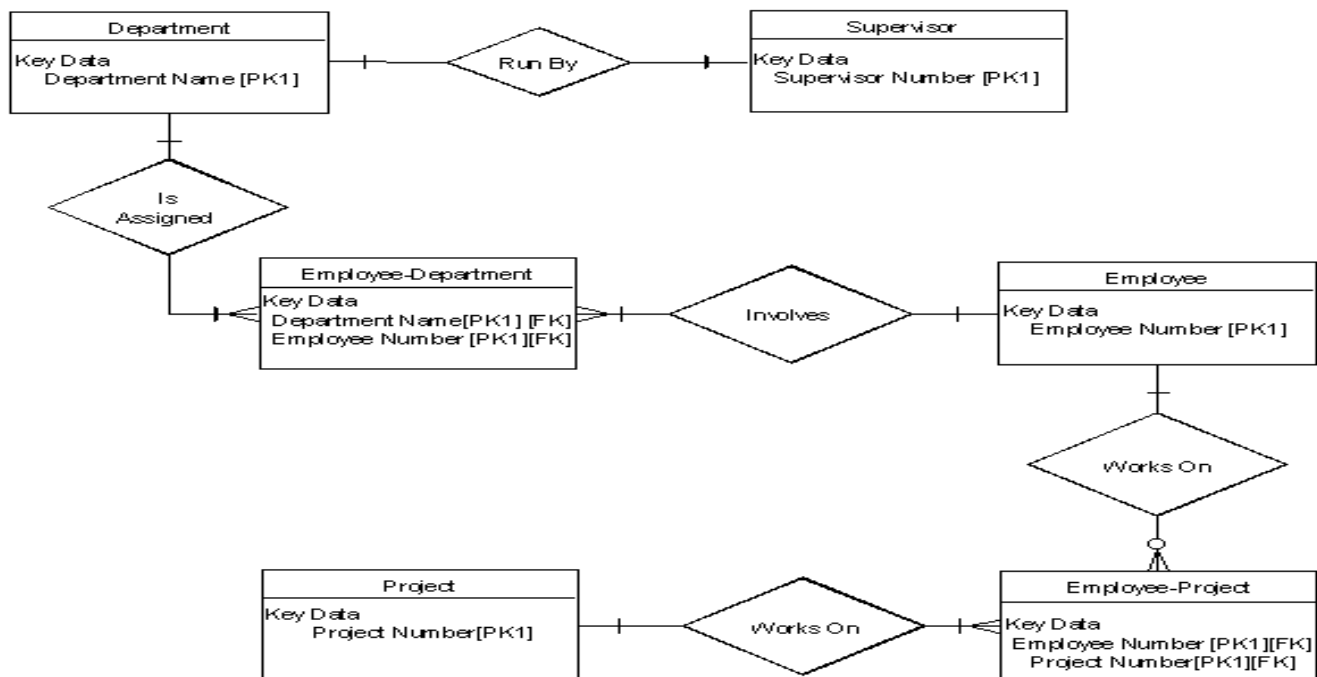 Department
Key Data
Department Name [PK1]
Run By
Supervisor
Key Data
Supervisor Number [PK1]
Is
Assigned
Employee-Department
Key Data
Department Name[PK1] [FK]
Employee Number [PK1][FK]
Involves
Employee
Key Data
Employee Number [PK1]
Works On
Project
Key Data
Project Number[PK1]
Works On
Employee-Project
Key Data
Employee Number [PK1][FK]
Project Number[PK1][FK]